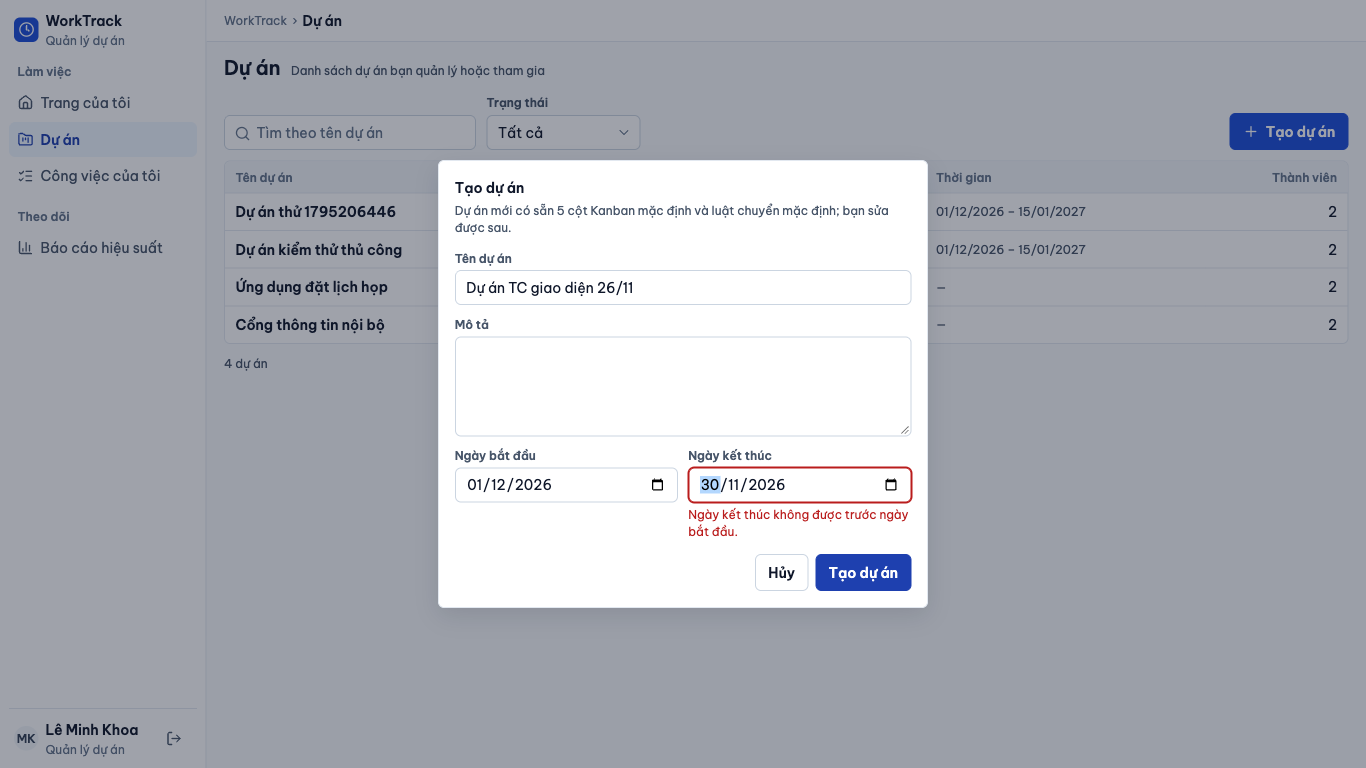 WorkTrack
Quản lý dự án
Làm việc
Trang của tôi
Dự án
Công việc của tôi
Theo dõi
Báo cáo hiệu suất
MK
Lê Minh Khoa
Quản lý dự án
WorkTrack › Dự án
Dự án Danh sách dự án bạn quản lý hoặc tham gia
Trạng thái
Tìm theo tên dự án
Tất cả
+ Tạo dự án
Tên dự án Thời gian Thành viên
Dự án thử 1795206446 01/12/2026 – 15/01/2027 2
Dự án kiểm thử thủ công 01/12/2026 – 15/01/2027 2
Ứng dụng đặt lịch họp – 2
Cổng thông tin nội bộ – 2
4 dự án
Tạo dự án
Dự án mới có sẵn 5 cột Kanban mặc định và luật chuyển mặc định; bạn sửa
được sau.
Tên dự án
Dự án TC giao diện 26/11
Mô tả
Ngày bắt đầu
01/12/2026
Ngày kết thúc
30/11/2026
Ngày kết thúc không được trước ngày
bắt đầu.
Hủy
Tạo dự án